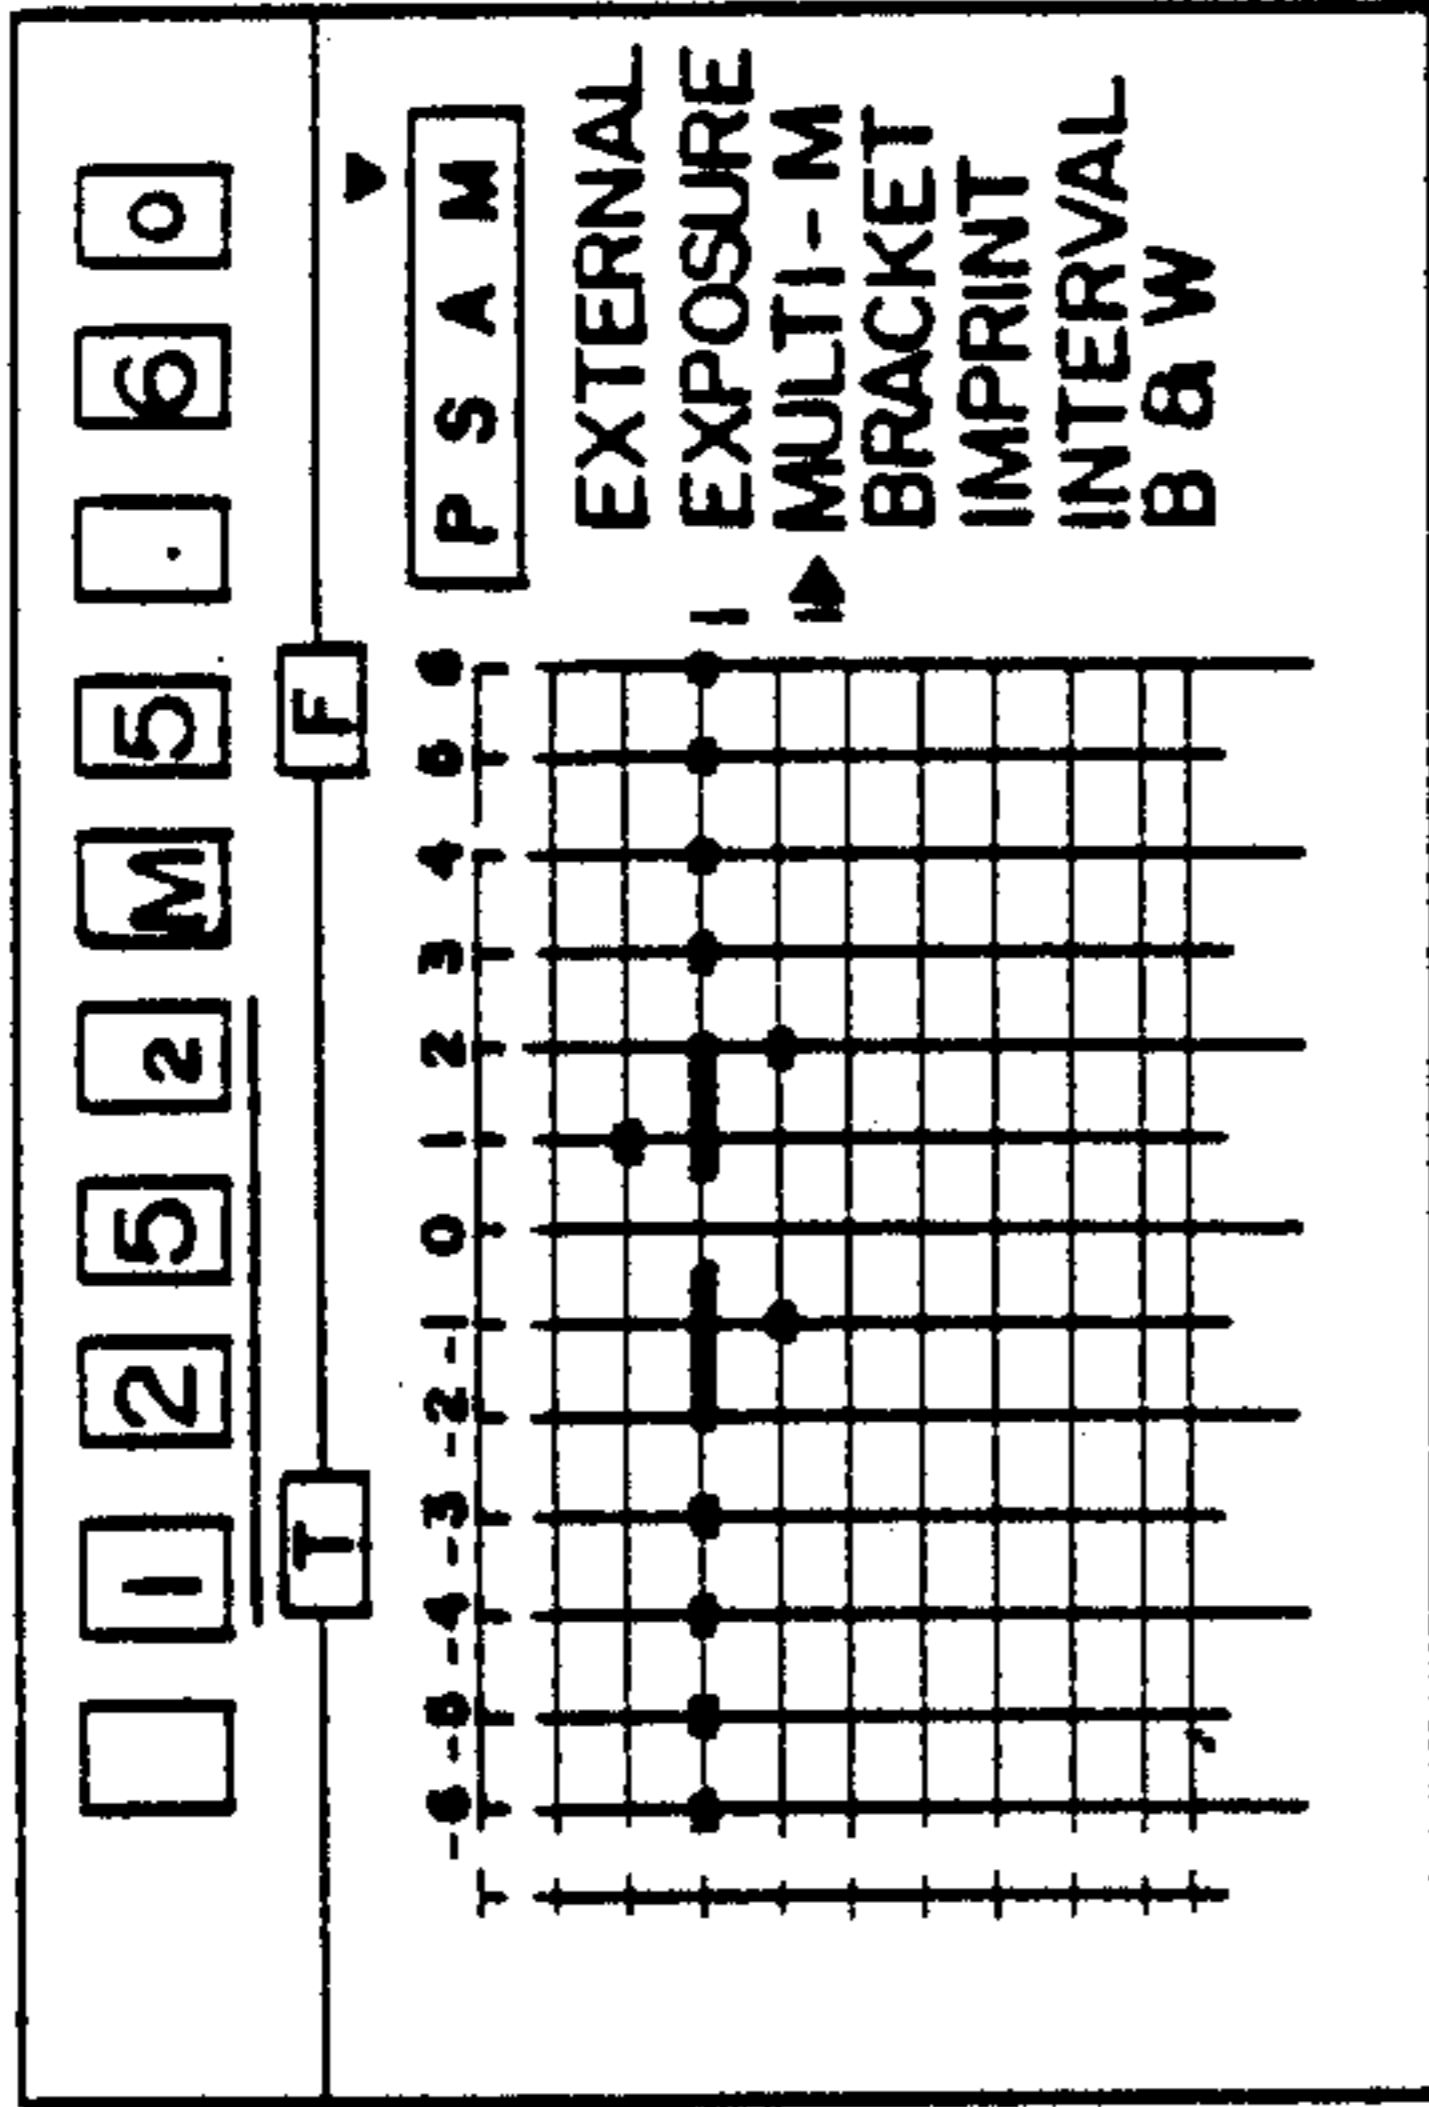 1 2 5 2 M 5 . 6 0
T F
-6 -5 -4 -3 -2 -1 0 1 2 3 4 5 6
P S A M
EXTERNAL
EXPOSURE
MULTI-M
BRACKET
IMPRINT
INTERVAL
B & W